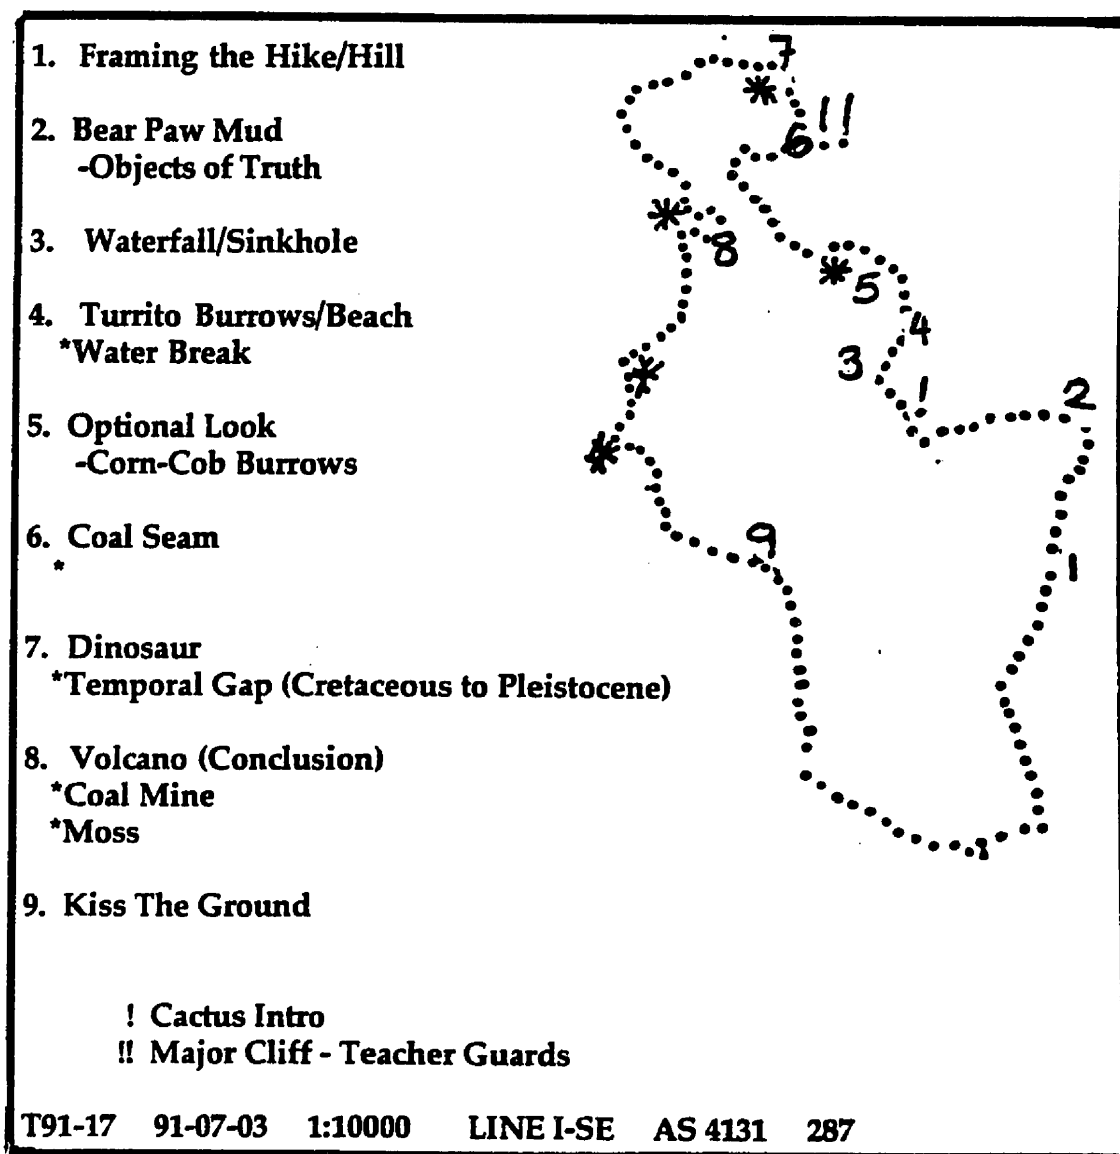 1. Framing the Hike/Hill
2. Bear Paw Mud
-Objects of Truth
3. Waterfall/Sinkhole
4. Turrito Burrows/Beach
*Water Break
5. Optional Look
-Corn-Cob Burrows
6. Coal Seam
*
7. Dinosaur
*Temporal Gap (Cretaceous to Pleistocene)
8. Volcano (Conclusion)
*Coal Mine
*Moss
9. Kiss The Ground
! Cactus Intro
!! Major Cliff - Teacher Guards
T91-17 91-07-03 1:10000 LINE I-SE AS 4131 287
7
*
6 !!
*
8
*
5
4
3
!
2
*
*
9
1